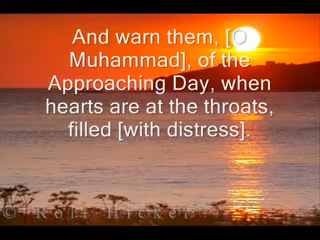 And warn them, [O
Muhammad], of the
Approaching Day, when
hearts are at the throats,
filled [with distress].
© Rolf Hicker